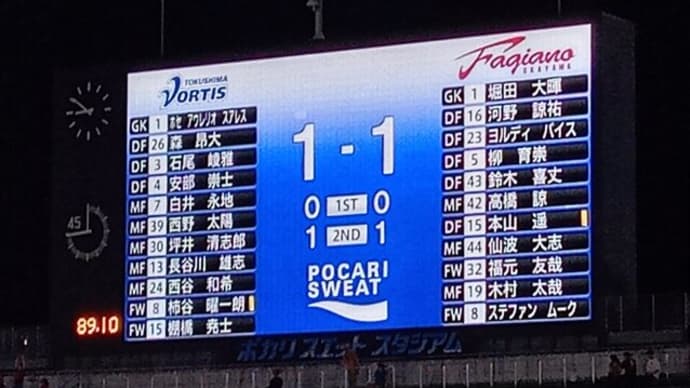 TOKUSHIMA
VORTIS
GK 1 ホセ アウレリオ スアレス
DF 26 森 昂大
DF 3 石尾 崚雅
DF 4 安部 崇士
MF 7 白井 永地
MF 39 西野 太陽
MF 30 坪井 清志郎
MF 13 長谷川 雄志
MF 24 西谷 和希
FW 8 柿谷 曜一朗
FW 15 棚橋 尭士
1 - 1
0 1ST 0
1 2ND 1
POCARI
SWEAT
Fagiano
OKAYAMA
GK 1 堀田 大暉
DF 16 河野 諒祐
DF 23 ヨルディ バイス
DF 5 柳 育崇
DF 43 鈴木 喜丈
MF 42 高橋 諒
DF 15 本山 遥
MF 44 仙波 大志
FW 32 福元 友哉
MF 19 木村 太哉
FW 8 ステファン ムーク
45
89.10
ポカリスエットスタジアム